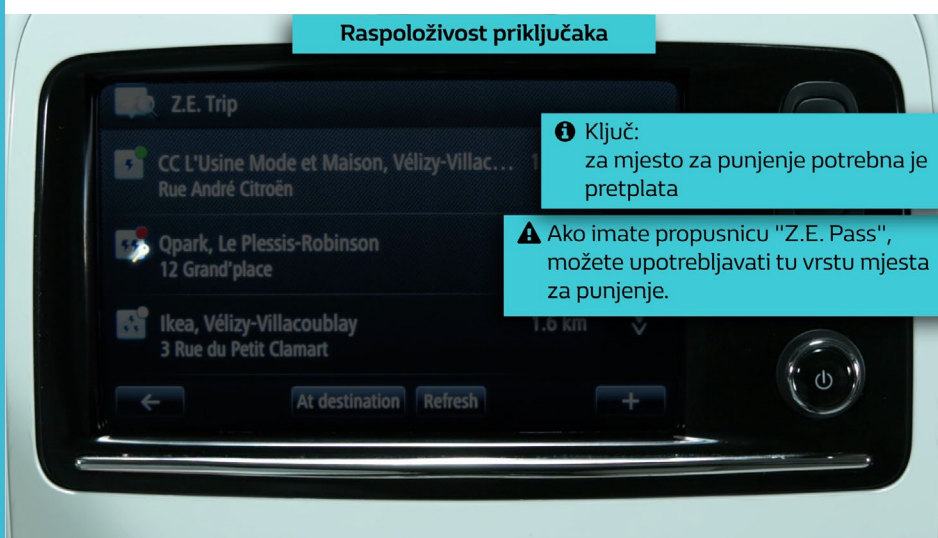 Raspoloživost priključaka
Z.E. Trip
Ključ:
za mjesto za punjenje potrebna je
pretplata
CC L'Usine Mode et Maison, Vélizy-Villac...
Rue André Citroën
Ako imate propusnicu "Z.E. Pass",
možete upotrebljavati tu vrstu mjesta
za punjenje.
Qpark, Le Plessis-Robinson
12 Grand'place
Ikea, Vélizy-Villacoublay 1.6 km
3 Rue du Petit Clamart
At destination Refresh